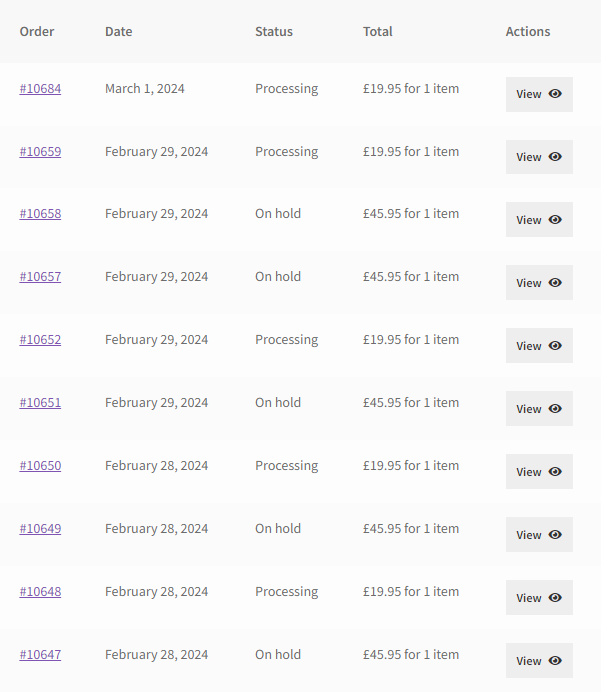 Order Date Status Total Actions
#10684 March 1, 2024 Processing £19.95 for 1 item View
#10659 February 29, 2024 Processing £19.95 for 1 item View
#10658 February 29, 2024 On hold £45.95 for 1 item View
#10657 February 29, 2024 On hold £45.95 for 1 item View
#10652 February 29, 2024 Processing £19.95 for 1 item View
#10651 February 29, 2024 On hold £45.95 for 1 item View
#10650 February 28, 2024 Processing £19.95 for 1 item View
#10649 February 28, 2024 On hold £45.95 for 1 item View
#10648 February 28, 2024 Processing £19.95 for 1 item View
#10647 February 28, 2024 On hold £45.95 for 1 item View